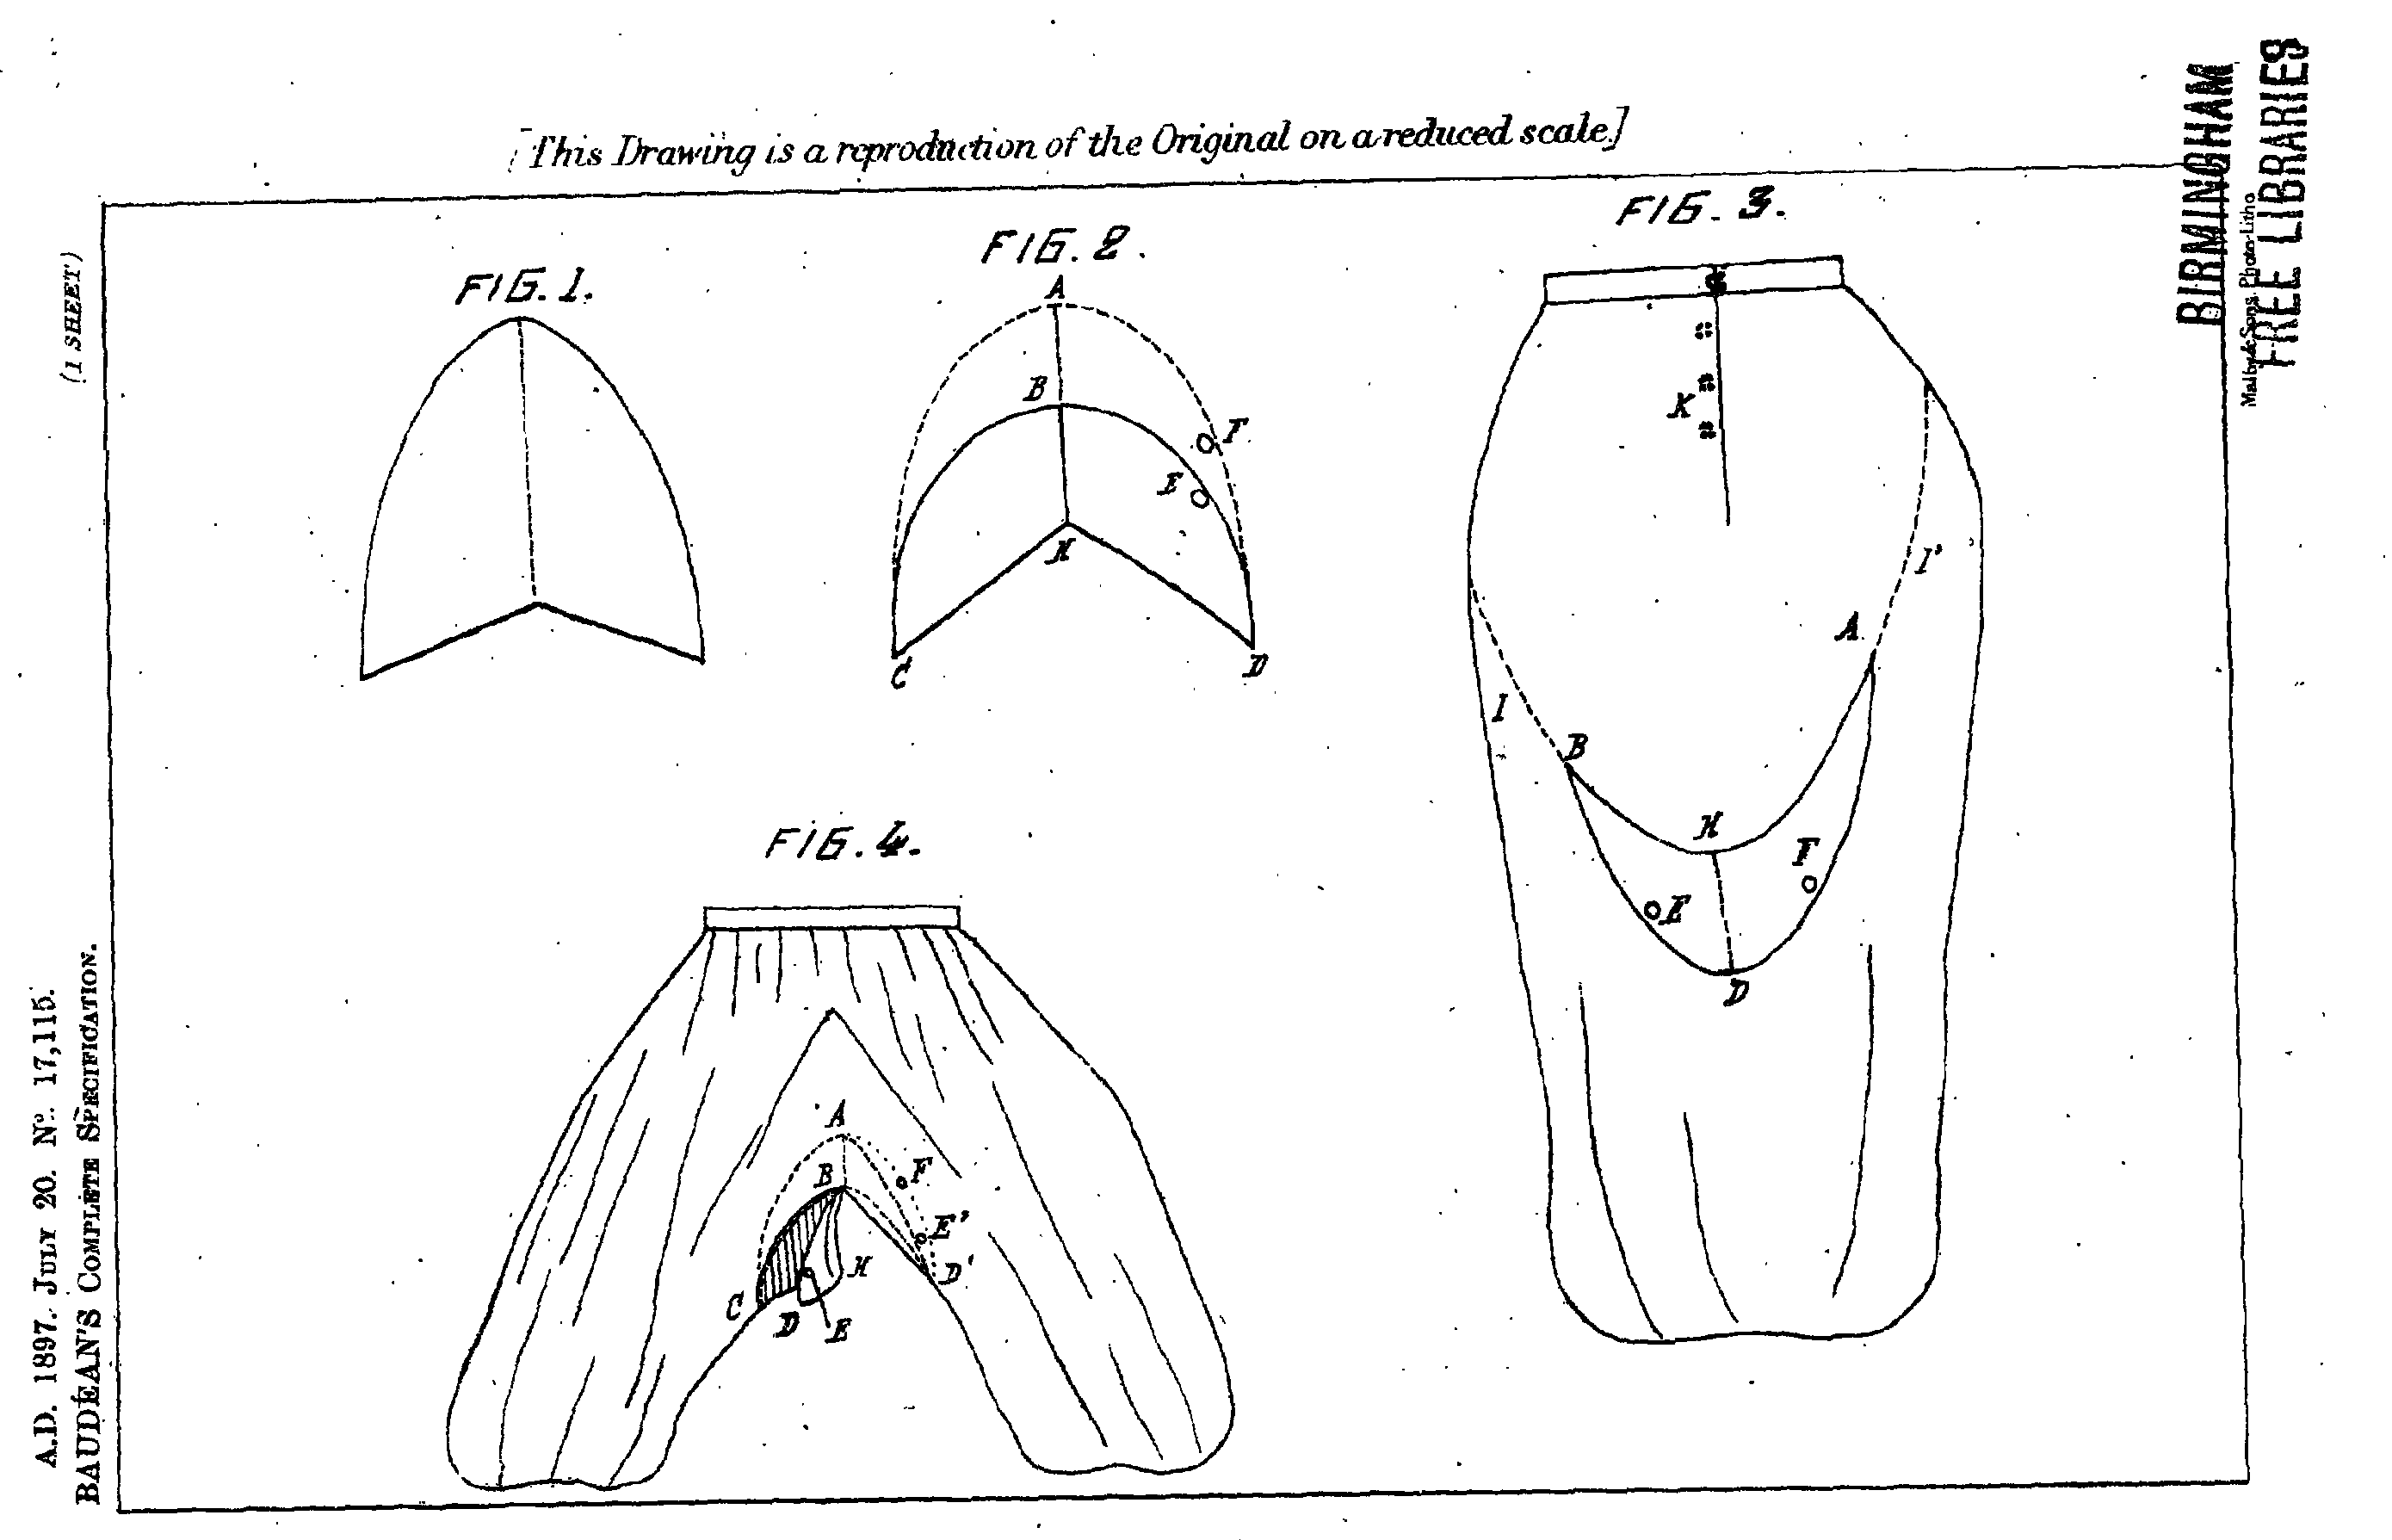 [This Drawing is a reproduction of the Original on a reduced scale]
BIRMINGHAM
FREE LIBRARIES
Malby&Sons. Photo-Litho
(1 SHEET)
A.D. 1897. JULY 20. Nº. 17,115.
BAUDÉAN'S COMPLETE SPECIFICATION.
FIG. 1.
FIG. 2.
A
B
F
E
H
C
D
FIG. 3.
K
I'
A
I
B
H
F
E
D
FIG. 4.
A
F
B
E'
H
D'
C
D
E